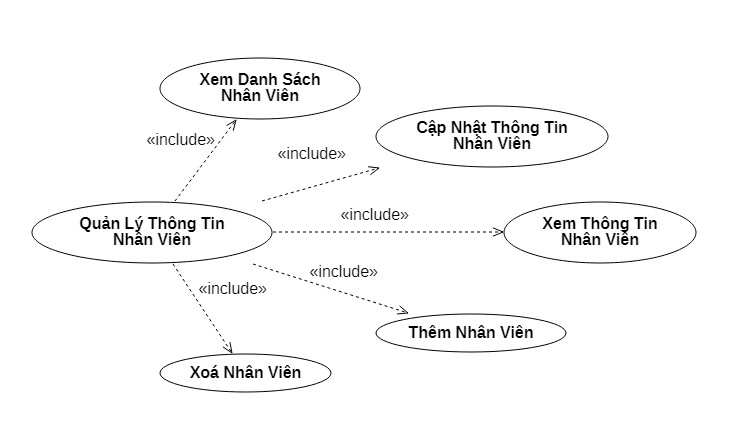 Xem Danh Sách
Nhân Viên
«include»
Cập Nhật Thông Tin
Nhân Viên
«include»
Quản Lý Thông Tin
Nhân Viên
«include»
Xem Thông Tin
Nhân Viên
«include»
«include»
Thêm Nhân Viên
Xoá Nhân Viên